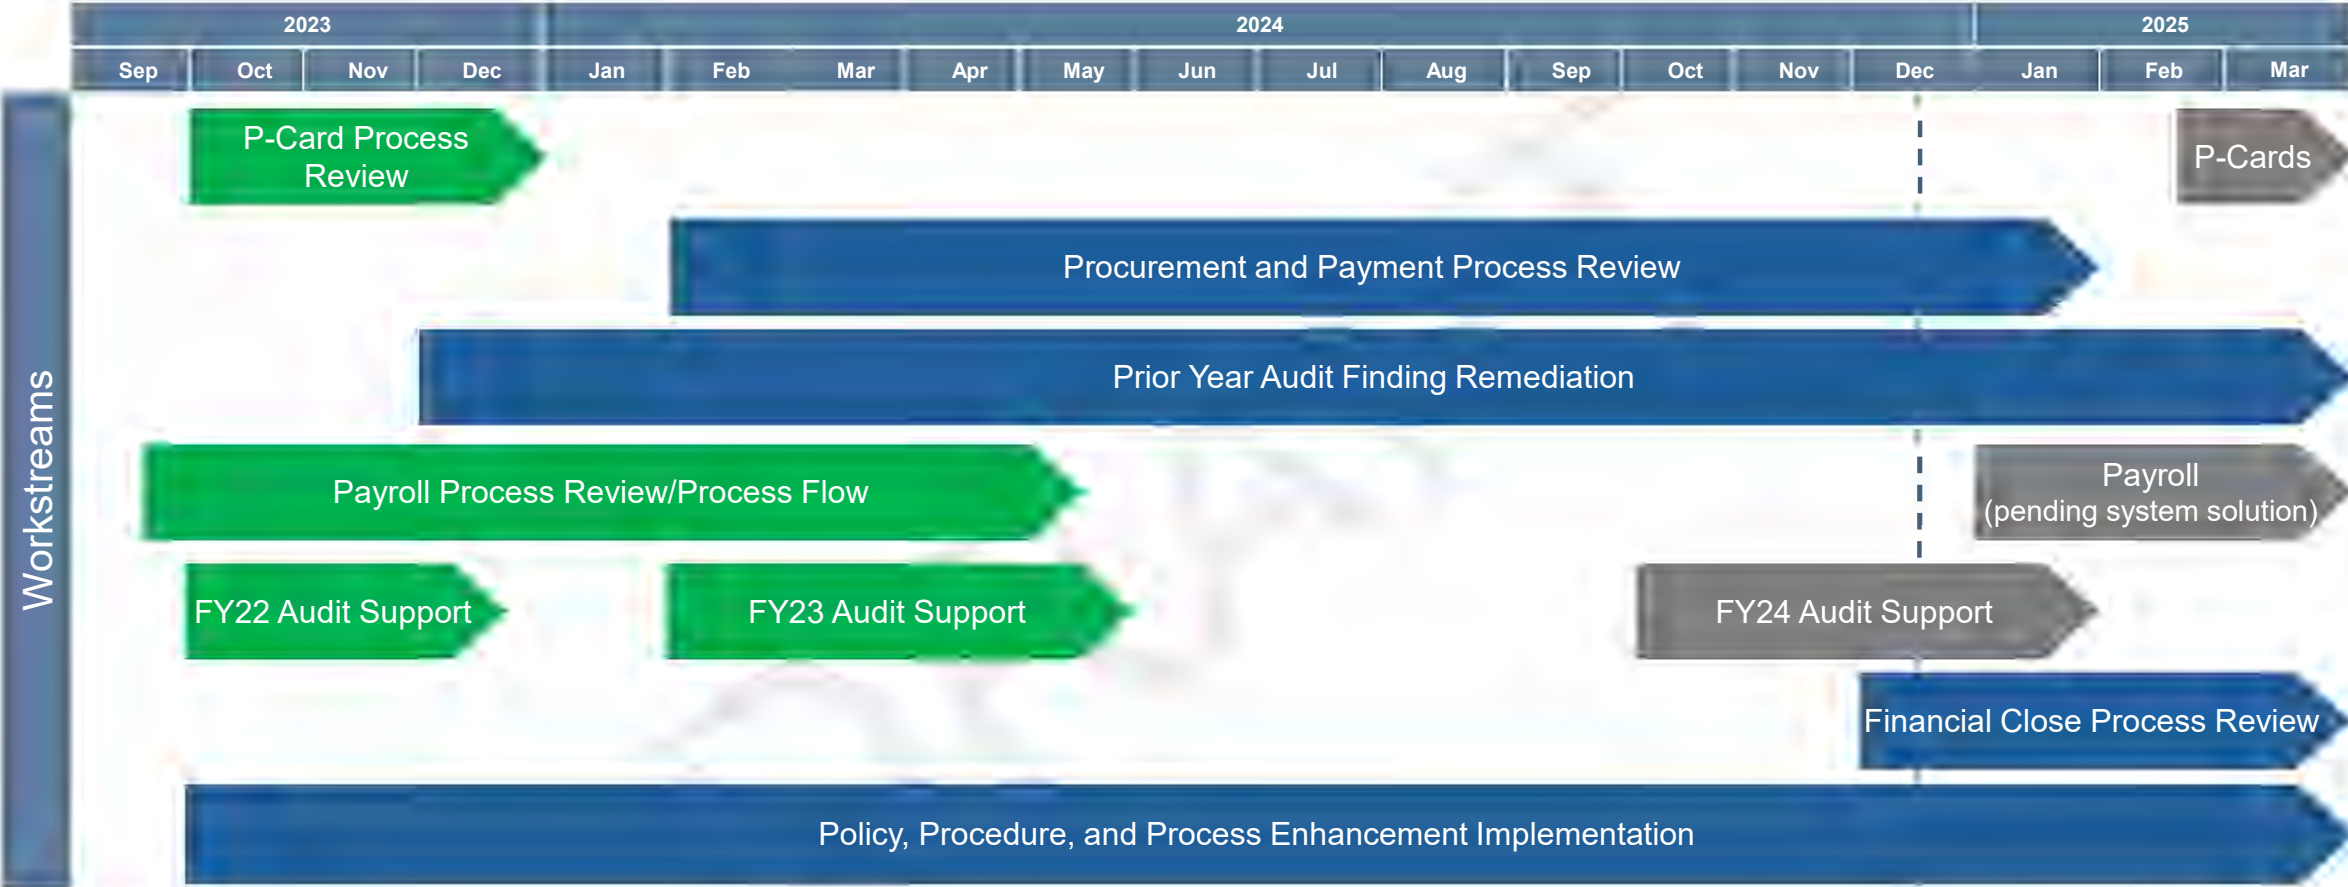 2023 2024 2025
Sep Oct Nov Dec Jan Feb Mar Apr May Jun Jul Aug Sep Oct Nov Dec Jan Feb Mar
Workstreams
P-Card Process
Review
P-Cards
Procurement and Payment Process Review
Prior Year Audit Finding Remediation
Payroll Process Review/Process Flow
Payroll
(pending system solution)
FY22 Audit Support
FY23 Audit Support
FY24 Audit Support
Financial Close Process Review
Policy, Procedure, and Process Enhancement Implementation